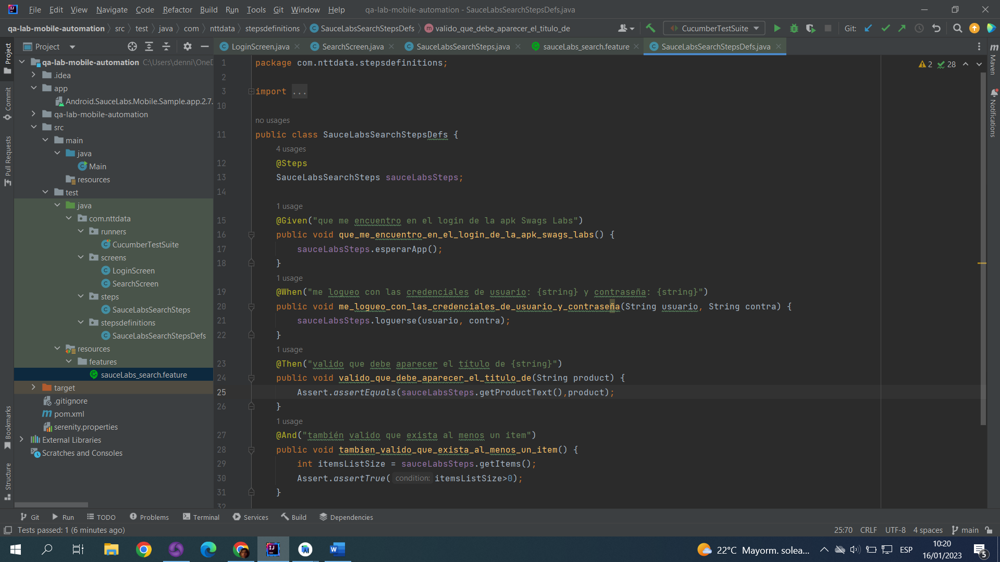 File Edit View Navigate Code Refactor Build Run Tools Git Window Help qa-lab-mobile-automation - SauceLabsSearchStepsDefs.java
qa-lab-mobile-automation src test java com nttdata stepsdefinitions SauceLabsSearchStepsDefs valido_que_debe_aparecer_el_titulo_de CucumberTestSuite Git:
Project LoginScreen.java SearchScreen.java SauceLabsSearchSteps.java sauceLabs_search.feature SauceLabsSearchStepsDefs.java
Project
Commit
Pull Requests
Bookmarks
Structure
qa-lab-mobile-automation C:\Users\denni\OneD
.idea
app
Android.SauceLabs.Mobile.Sample.app.2.7.
qa-lab-mobile-automation
src
main
java
Main
resources
test
java
com.nttdata
runners
CucumberTestSuite
screens
LoginScreen
SearchScreen
steps
SauceLabsSearchSteps
stepsdefinitions
SauceLabsSearchStepsDefs
resources
features
sauceLabs_search.feature
target
.gitignore
pom.xml
serenity.properties
External Libraries
Scratches and Consoles
1 package com.nttdata.stepsdefinitions;
2
3 import ...
10
no usages
11 public class SauceLabsSearchStepsDefs {
4 usages
12 @Steps
13 SauceLabsSearchSteps sauceLabsSteps;
14
1 usage
15 @Given("que me encuentro en el login de la apk Swags Labs")
16 public void que_me_encuentro_en_el_login_de_la_apk_swags_labs() {
17 sauceLabsSteps.esperarApp();
18 }
1 usage
19 @When("me logueo con las credenciales de usuario: {string} y contraseña: {string}")
20 public void me_logueo_con_las_credenciales_de_usuario_y_contraseña(String usuario, String contra) {
21 sauceLabsSteps.loguerse(usuario, contra);
22 }
1 usage
23 @Then("valido que debe aparecer el título de {string}")
24 public void valido_que_debe_aparecer_el_titulo_de(String product) {
25 Assert.assertEquals(sauceLabsSteps.getProductText(),product);
26 }
1 usage
27 @And("también valido que exista al menos un item")
28 public void tambien_valido_que_exista_al_menos_un_item() {
29 int itemsListSize = sauceLabsSteps.getItems();
30 Assert.assertTrue( condition: itemsListSize>0);
31 }
32
2 28
m
Maven
Notifications
Git Run TODO Problems Terminal Services Build Dependencies
Tests passed: 1 (6 minutes ago) 25:70 CRLF UTF-8 4 spaces main
22°C Mayorm. solea... ESP 10:20
16/01/2023 5